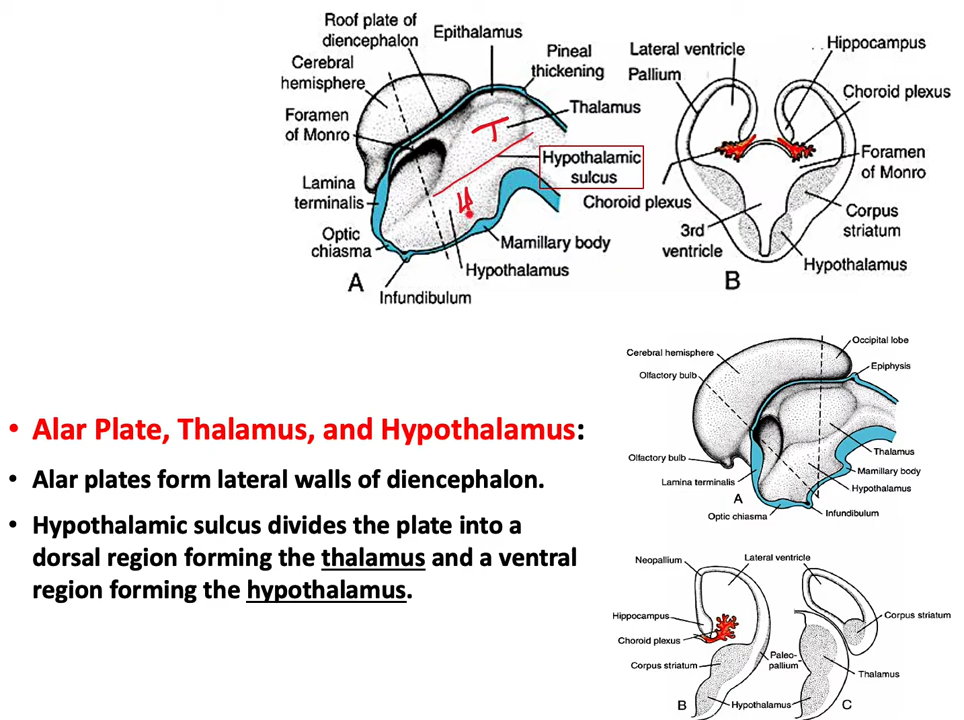 Roof plate of
diencephalon
Epithalamus
Pineal
thickening
Cerebral
hemisphere
Thalamus
Foramen
of Monro
T
Hypothalamic
sulcus
Lamina
terminalis
H
Optic
chiasma
Mamillary body
Hypothalamus
A
Infundibulum
Lateral ventricle
Hippocampus
Pallium
Choroid plexus
Foramen
of Monro
Choroid plexus
3rd
ventricle
Corpus
striatum
Hypothalamus
B
Cerebral hemisphere
Occipital lobe
Olfactory bulb
Epiphysis
Thalamus
Olfactory bulb
Mamillary body
Lamina terminalis
Hypothalamus
A
Optic chiasma
Infundibulum
• Alar Plate, Thalamus, and Hypothalamus:
• Alar plates form lateral walls of diencephalon.
• Hypothalamic sulcus divides the plate into a
dorsal region forming the thalamus and a ventral
region forming the hypothalamus.
Neopallium
Lateral ventricle
Hippocampus
Corpus striatum
Choroid plexus
Corpus striatum
Paleo-
pallium
Thalamus
B
Hypothalamus
C